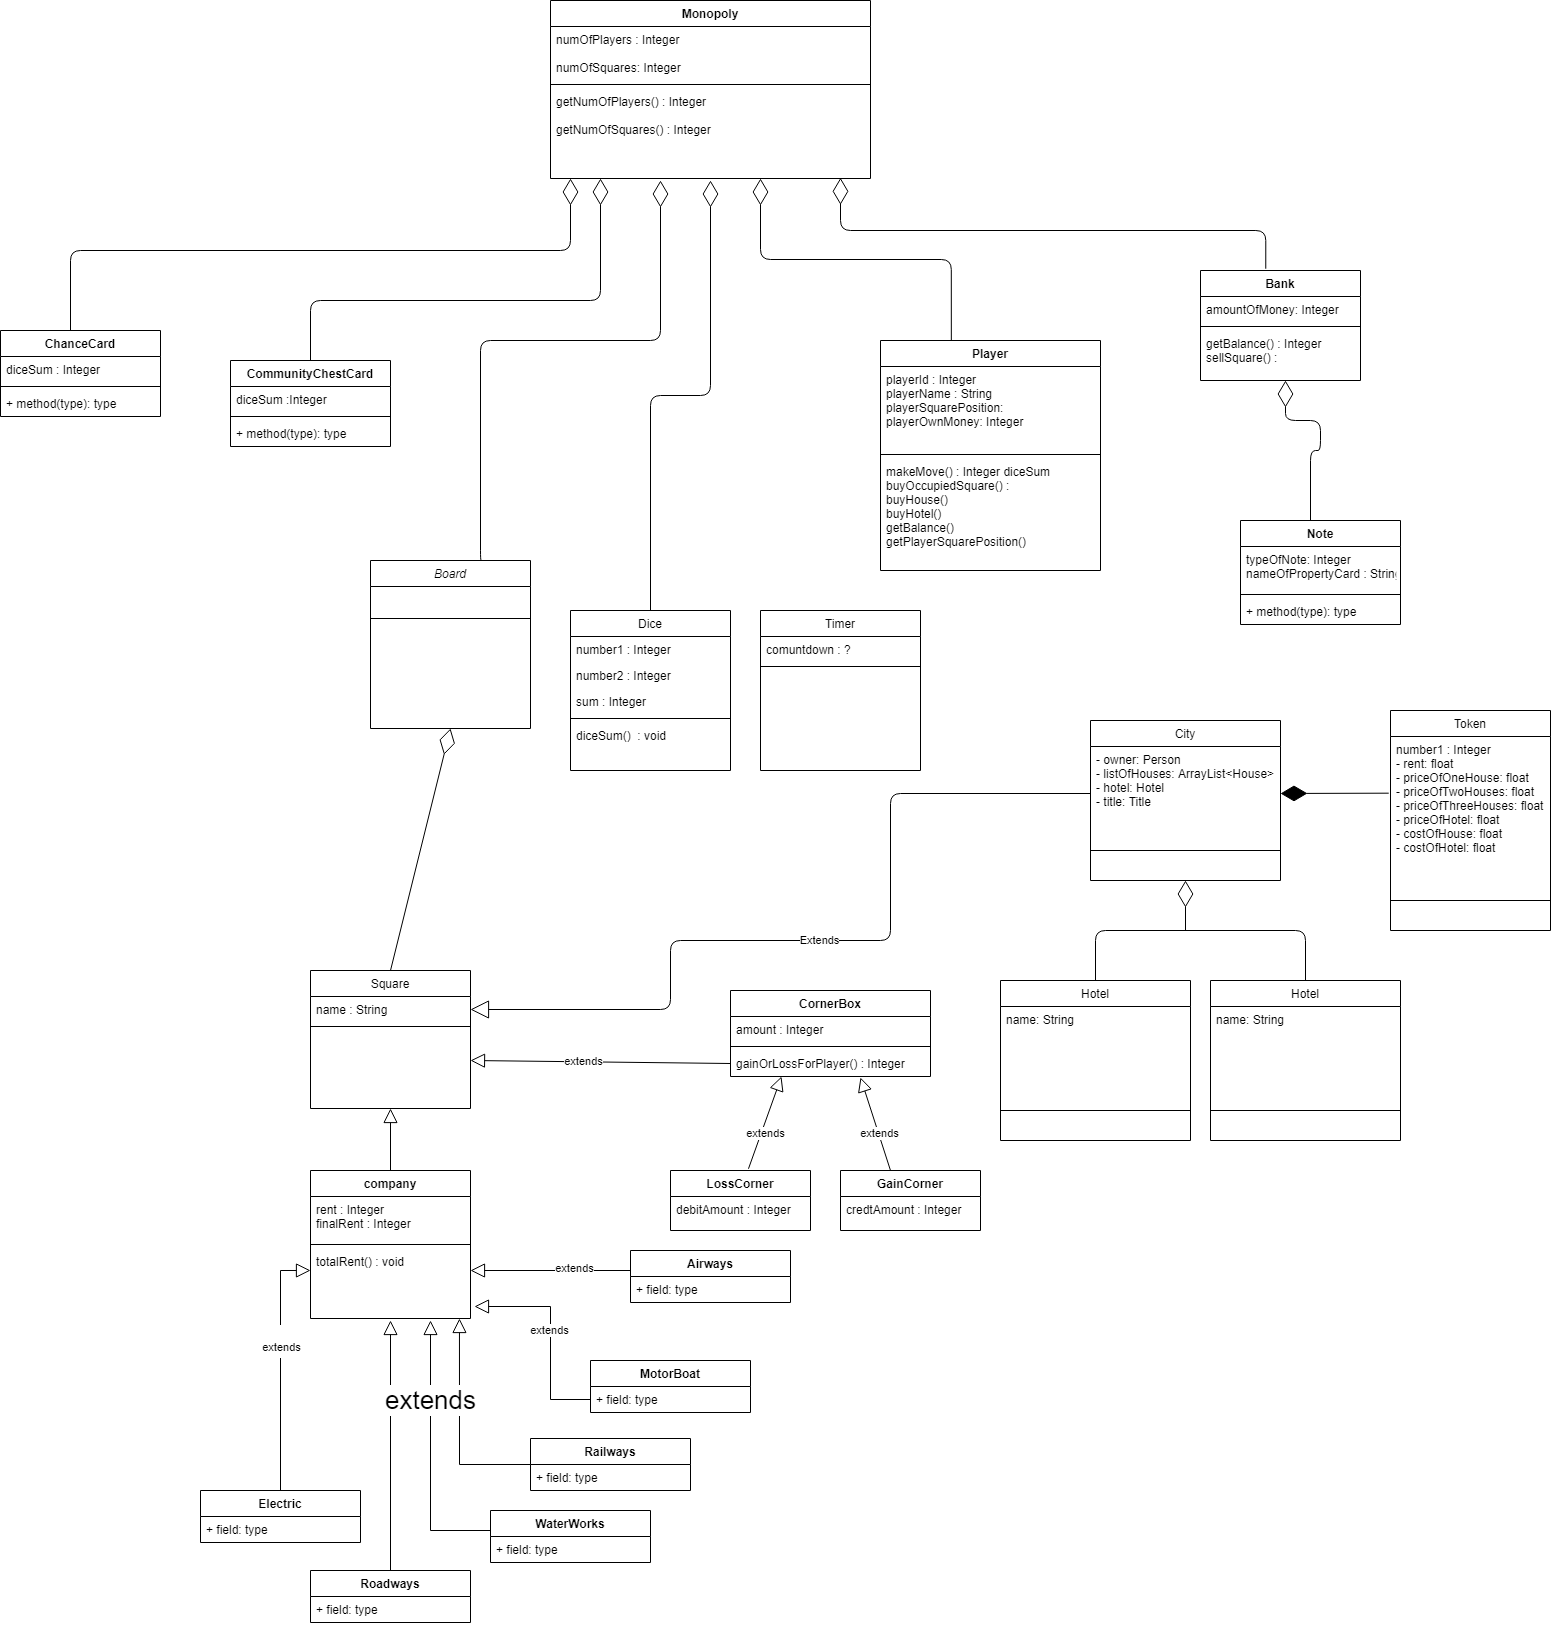 Monopoly
numOfPlayers : Integer
numOfSquares: Integer
getNumOfPlayers() : Integer
getNumOfSquares() : Integer
ChanceCard
diceSum : Integer
+ method(type): type
CommunityChestCard
diceSum :Integer
+ method(type): type
Player
playerId : Integer
playerName : String
playerSquarePosition:
playerOwnMoney: Integer
makeMove() : Integer diceSum
buyOccupiedSquare() :
buyHouse()
buyHotel()
getBalance()
getPlayerSquarePosition()
Bank
amountOfMoney: Integer
getBalance() : Integer
sellSquare() :
Note
typeOfNote: Integer
nameOfPropertyCard : Strin
+ method(type): type
Board
Dice
number1 : Integer
number2 : Integer
sum : Integer
diceSum()  : void
Timer
comuntdown : ?
City
- owner: Person
- listOfHouses: ArrayList<House>
- hotel: Hotel
- title: Title
Token
number1 : Integer
- rent: float
- priceOfOneHouse: float
- priceOfTwoHouses: float
- priceOfThreeHouses: float
- priceOfHotel: float
- costOfHouse: float
- costOfHotel: float
Extends
Square
name : String
extends
CornerBox
amount : Integer
gainOrLossForPlayer() : Integer
Hotel
name: String
Hotel
name: String
extends
extends
LossCorner
debitAmount : Integer
GainCorner
credtAmount : Integer
company
rent : Integer
finalRent : Integer
totalRent() : void
extends
Airways
+ field: type
extends
extends
MotorBoat
+ field: type
extends
Railways
+ field: type
Electric
+ field: type
WaterWorks
+ field: type
Roadways
+ field: type